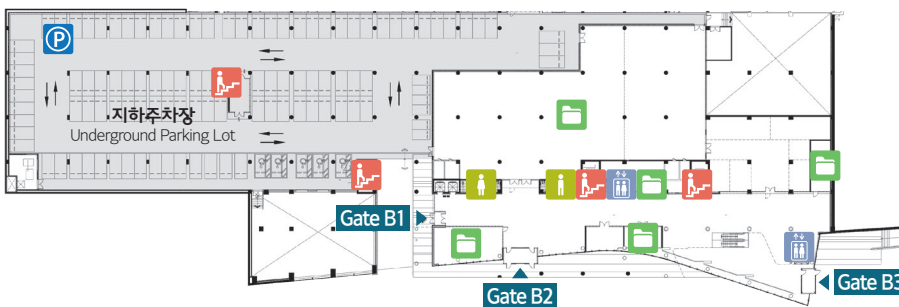 P
지하주차장
Underground Parking Lot
Gate B1
Gate B2
Gate B3